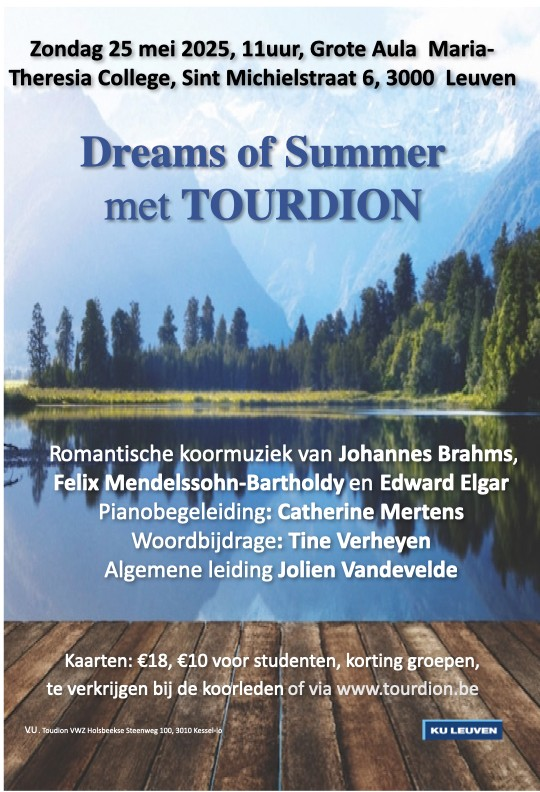 Zondag 25 mei 2025, 11uur, Grote Aula Maria-
Theresia College, Sint Michielstraat 6, 3000 Leuven
Dreams of Summer
met TOURDION
Romantische koormuziek van Johannes Brahms,
Felix Mendelssohn-Bartholdy en Edward Elgar
Pianobegeleiding: Catherine Mertens
Woordbijdrage: Tine Verheyen
Algemene leiding Jolien Vandevelde
Kaarten: €18, €10 voor studenten, korting groepen,
te verkrijgen bij de koorleden of via www.tourdion.be
V.U. Toudion VWZ Holsbeekse Steenweg 100, 3010 Kessel-lo
KU LEUVEN